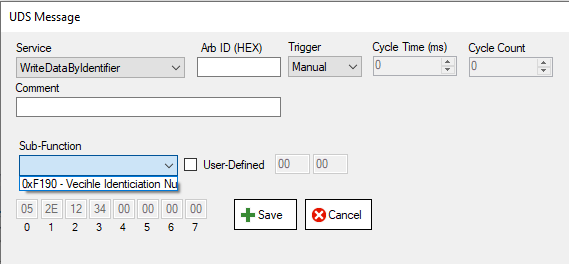 UDS Message
Service Arb ID (HEX) Trigger Cycle Time (ms) Cycle Count
WriteDataByIdentifier Manual 0 0
Comment
Sub-Function
User-Defined 00 00
0xF190 - Vecihle Identiciation Nu
05 2E 12 34 00 00 00 00
0 1 2 3 4 5 6 7
Save Cancel